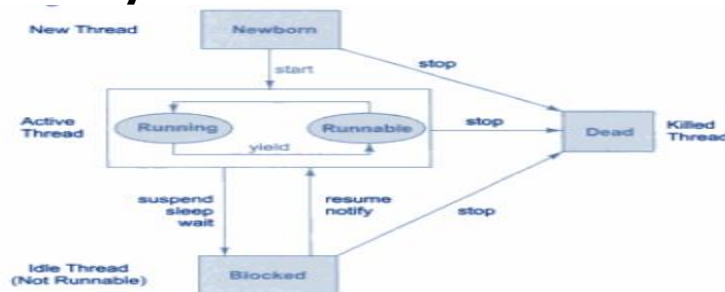 New Thread
Newborn
start
stop
Active
Thread
Running
Runnable
yield
stop
Dead
Killed
Thread
suspend
sleep
wait
resume
notify
stop
Idle Thread
(Not Runnable)
Blocked